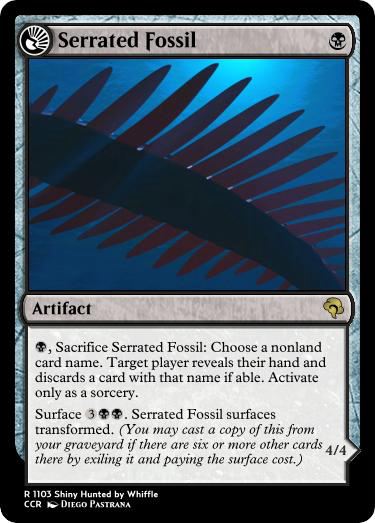 Serrated Fossil
Artifact
, Sacrifice Serrated Fossil: Choose a nonland
card name. Target player reveals their hand and
discards a card with that name if able. Activate
only as a sorcery.
Surface 3. Serrated Fossil surfaces
transformed. (You may cast a copy of this from
your graveyard if there are six or more other cards
there by exiling it and paying the surface cost.)
4/4
R 1103 Shiny Hunted by Whiffle
CCR DIEGO PASTRANA